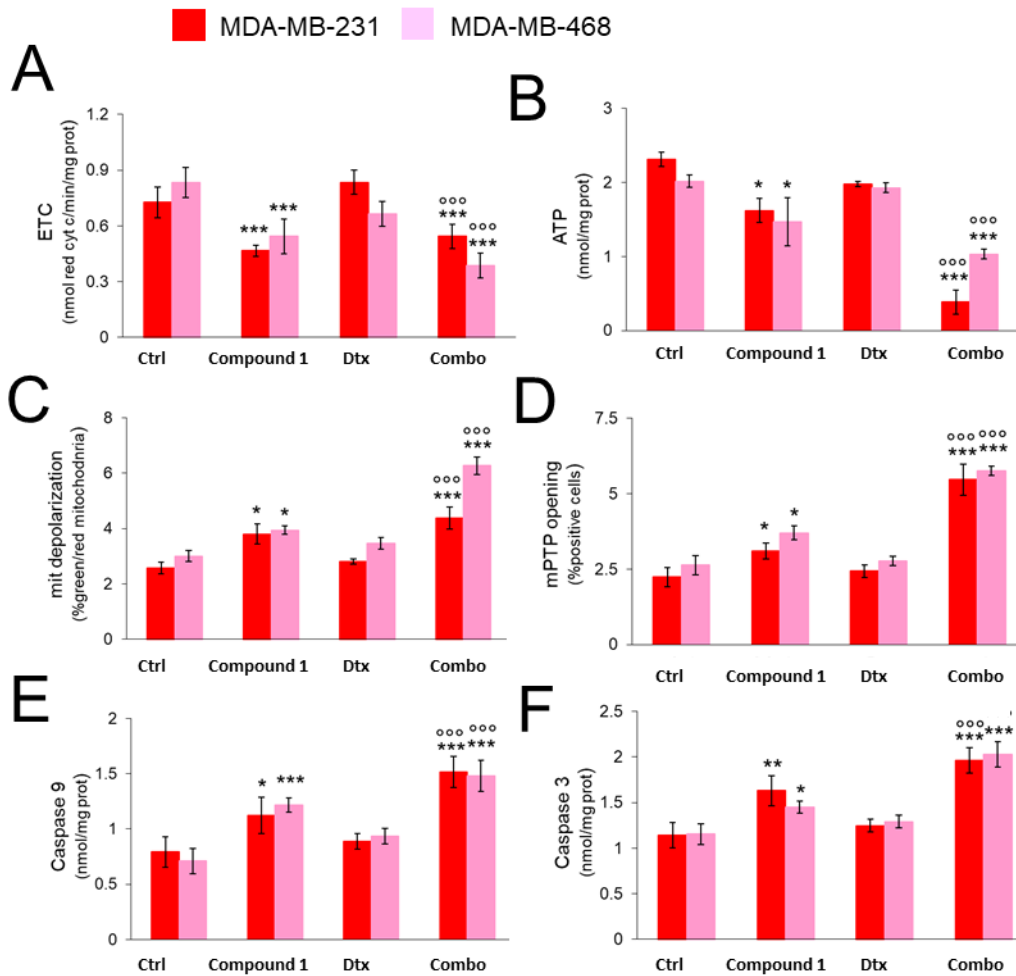 MDA-MB-231 MDA-MB-468
A
ETC
(nmol red cyt c/min/mg prot)
1.2
0.9
0.6
0.3
0
*** *** °°° *** °°° ***
Ctrl Compound 1 Dtx Combo
B
ATP
(nmol/mg prot)
3
2
1
0
* * °°° *** °°° ***
Ctrl Compound 1 Dtx Combo
C
mit depolarization
(%green/red mitochodnria)
8
6
4
2
0
* * °°° *** °°° ***
Ctrl Compound 1 Dtx Combo
D
mPTP opening
(%positive cells)
7.5
5
2.5
0
* * °°° *** °°° ***
Ctrl Compound 1 Dtx Combo
E
Caspase 9
(nmol/mg prot)
2
1.5
1
0.5
0
* *** °°° *** °°° ***
Ctrl Compound 1 Dtx Combo
F
Caspase 3
(nmol/mg prot)
2.5
2
1.5
1
0.5
0
** * °°° *** ***
Ctrl Compound 1 Dtx Combo